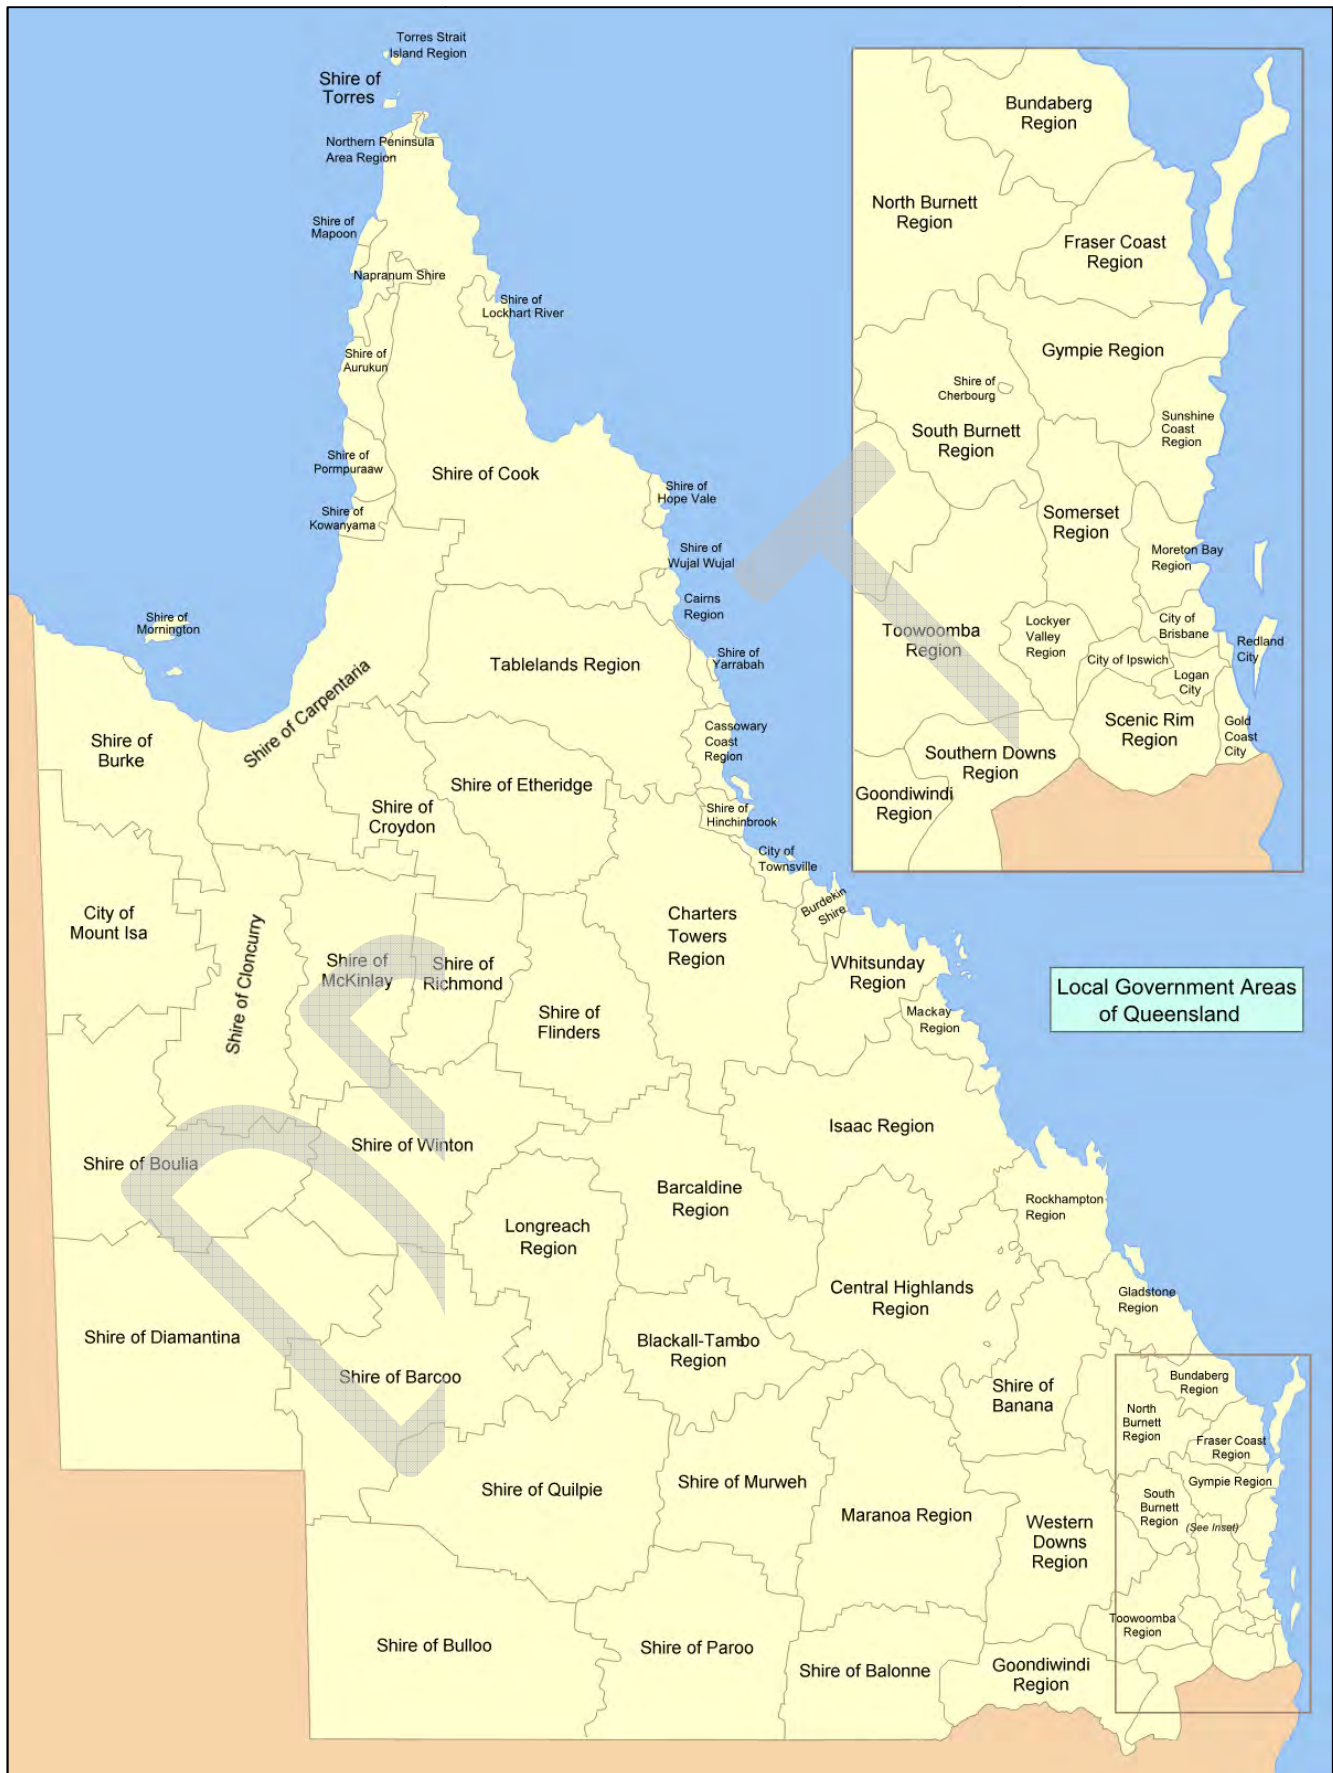 Torres Strait
Island Region
Shire of
Torres
Northern Peninsula
Area Region
Shire of
Mapoon
Napranum Shire
Shire of
Lockhart River
Shire of
Aurukun
Shire of
Pormpuraaw
Shire of Cook
Shire of
Hope Vale
Shire of
Kowanyama
Shire of
Wujal Wujal
Cairns
Region
Shire of
Mornington
Shire of
Yarrabah
Tablelands Region
Shire of Carpentaria
Shire of
Burke
Cassowary
Coast
Region
Shire of Etheridge
Shire of
Croydon
Shire of
Hinchinbrook
City of
Townsville
Burdekin
Shire
City of
Mount Isa
Shire of Cloncurry
Shire of
McKinlay
Shire of
Richmond
Charters
Towers
Region
Shire of
Flinders
Whitsunday
Region
Mackay
Region
Isaac Region
Shire of Winton
Shire of Boulia
Barcaldine
Region
Longreach
Region
Rockhampton
Region
Central Highlands
Region
Gladstone
Region
Shire of Diamantina
Blackall-Tambo
Region
Shire of Barcoo
Shire of
Banana
Bundaberg
Region
North
Burnett
Region
Fraser Coast
Region
Gympie Region
South
Burnett
Region
(See Inset)
Shire of Quilpie
Shire of Murweh
Maranoa Region
Western
Downs
Region
Toowoomba
Region
Shire of Bulloo
Shire of Paroo
Shire of Balonne
Goondiwindi
Region
Bundaberg
Region
North Burnett
Region
Fraser Coast
Region
Gympie Region
Shire of
Cherbourg
South Burnett
Region
Sunshine
Coast
Region
Somerset
Region
Moreton Bay
Region
Toowoomba
Region
Lockyer
Valley
Region
City of
Brisbane
Redland
City
City of Ipswich
Logan
City
Scenic Rim
Region
Gold
Coast
City
Southern Downs
Region
Goondiwindi
Region
Local Government Areas
of Queensland